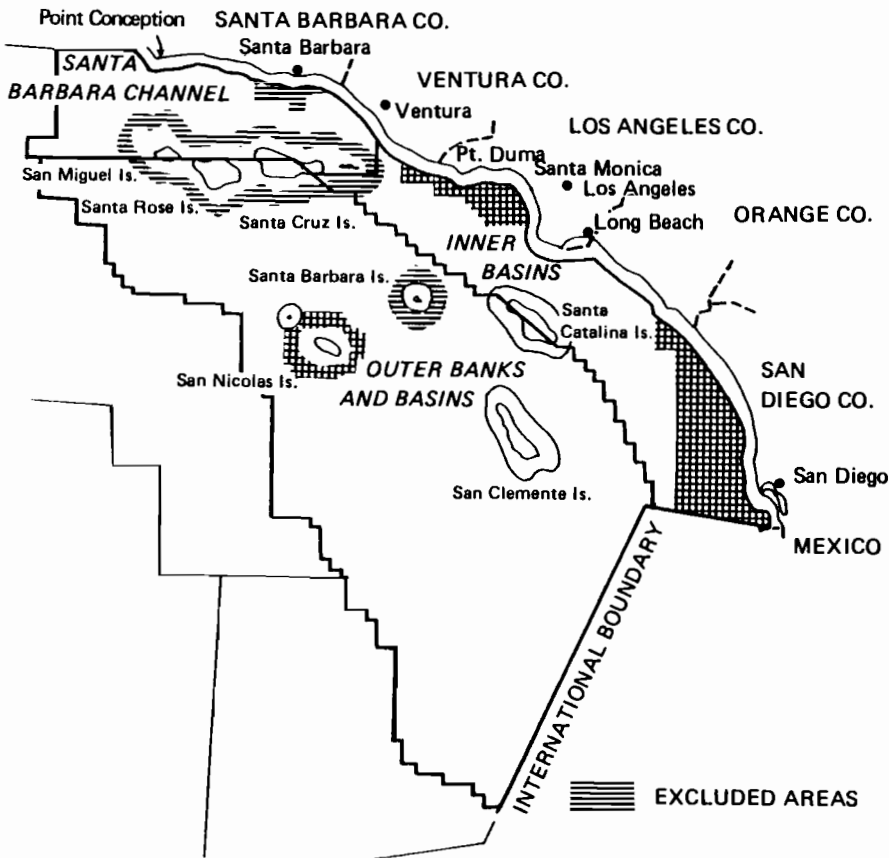 Point Conception
SANTA BARBARA CO.
Santa Barbara
SANTA
BARBARA CHANNEL
VENTURA CO.
Ventura
LOS ANGELES CO.
Pt. Duma
Santa Monica
Los Angeles
Long Beach
ORANGE CO.
San Miguel Is.
Santa Rose Is.
Santa Cruz Is.
INNER
BASINS
Santa Barbara Is.
Santa
Catalina Is.
San Nicolas Is.
OUTER BANKS
AND BASINS
SAN
DIEGO CO.
San Clemente Is.
San Diego
MEXICO
INTERNATIONAL BOUNDARY
EXCLUDED AREAS